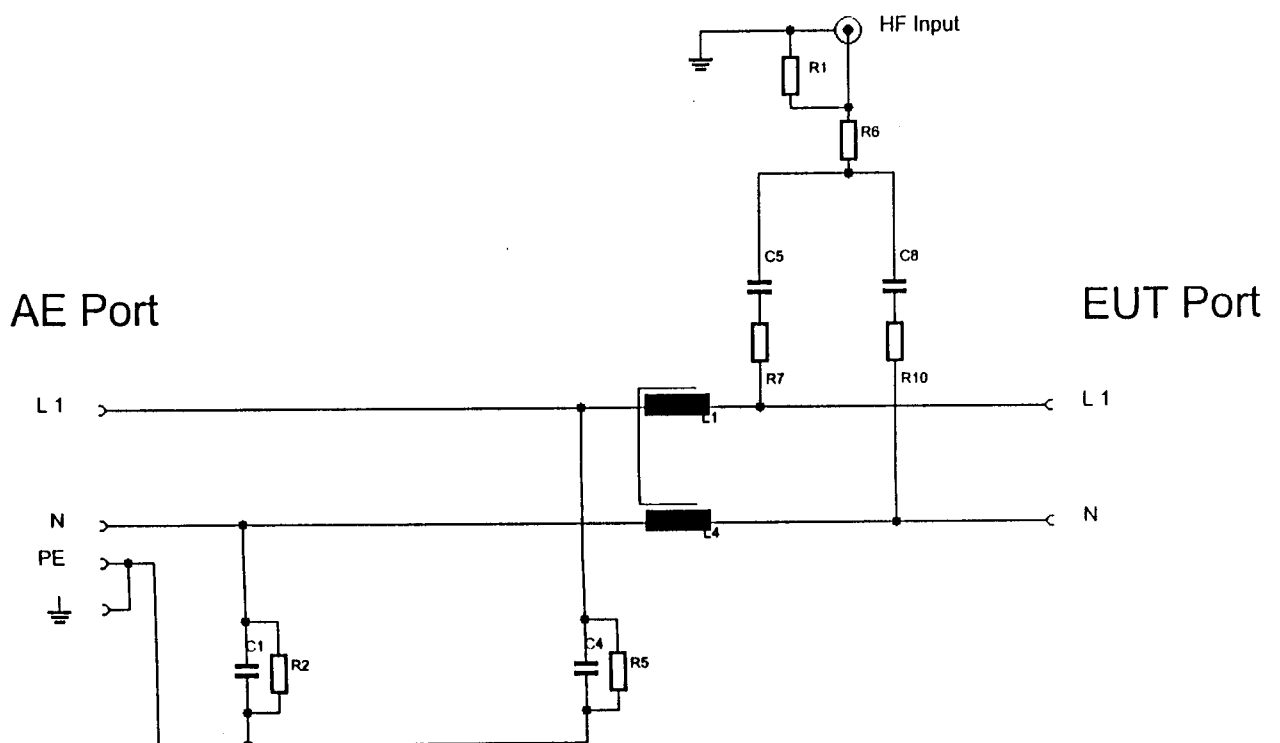 HF Input
R1
R6
C5
C8
AE Port
EUT Port
R7
R10
L 1
L1
L 1
N
L4
N
PE
C1
R2
C4
R5